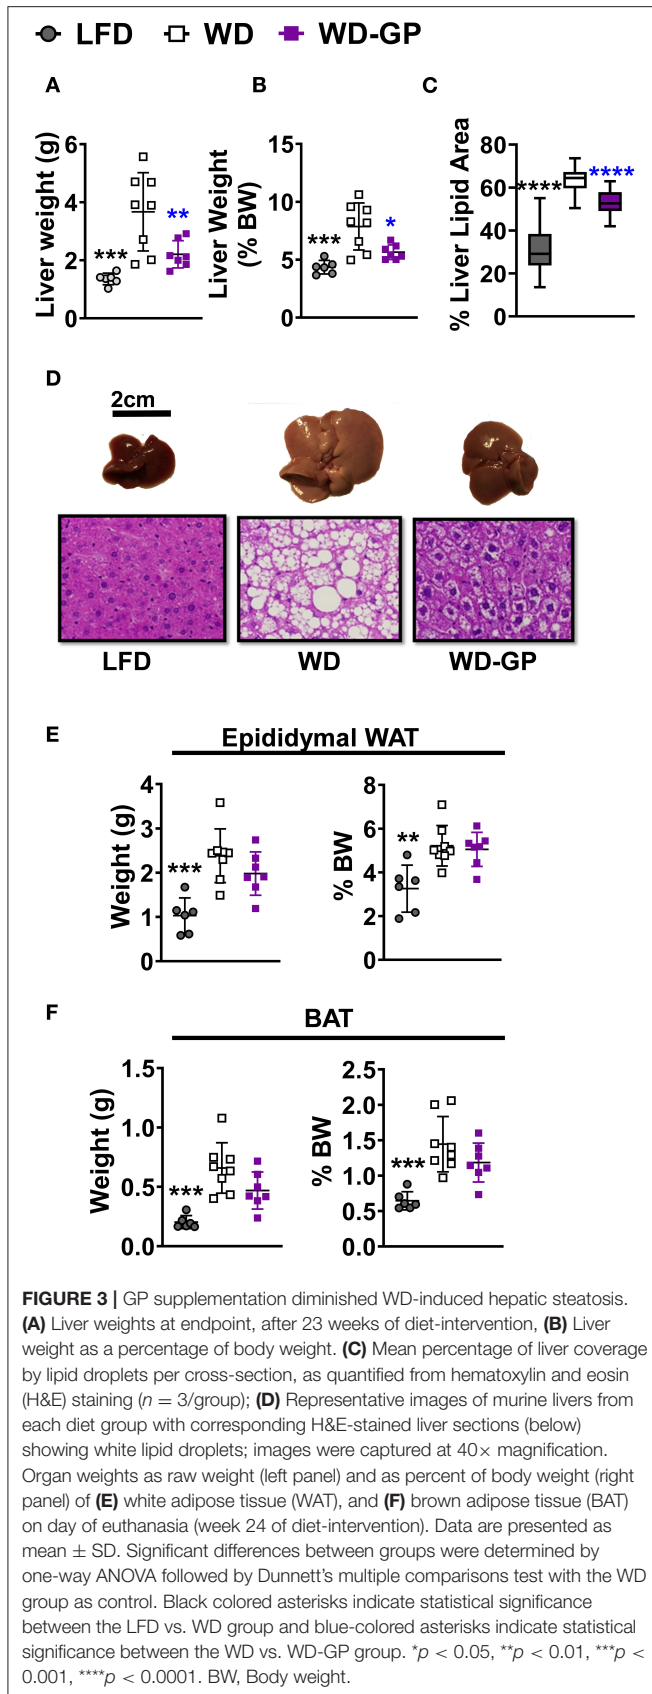 LFD WD WD-GP
A B C
Liver weight (g)
6
4
2
0
***
**
Liver Weight
(% BW)
15
10
5
0
***
*
% Liver Lipid Area
80
60
40
20
0
****
****
D
2cm
LFD WD WD-GP
E
Epididymal WAT
Weight (g)
4
3
2
1
0
***
% BW
8
6
4
2
0
**
F
BAT
Weight (g)
1.5
1.0
0.5
0.0
***
% BW
2.5
2.0
1.5
1.0
0.5
0.0
***
FIGURE 3 | GP supplementation diminished WD-induced hepatic steatosis.
(A) Liver weights at endpoint, after 23 weeks of diet-intervention, (B) Liver
weight as a percentage of body weight. (C) Mean percentage of liver coverage
by lipid droplets per cross-section, as quantified from hematoxylin and eosin
(H&E) staining (n = 3/group); (D) Representative images of murine livers from
each diet group with corresponding H&E-stained liver sections (below)
showing white lipid droplets; images were captured at 40× magnification.
Organ weights as raw weight (left panel) and as percent of body weight (right
panel) of (E) white adipose tissue (WAT), and (F) brown adipose tissue (BAT)
on day of euthanasia (week 24 of diet-intervention). Data are presented as
mean ± SD. Significant differences between groups were determined by
one-way ANOVA followed by Dunnett's multiple comparisons test with the WD
group as control. Black colored asterisks indicate statistical significance
between the LFD vs. WD group and blue-colored asterisks indicate statistical
significance between the WD vs. WD-GP group. *p < 0.05, **p < 0.01, ***p <
0.001, ****p < 0.0001. BW, Body weight.